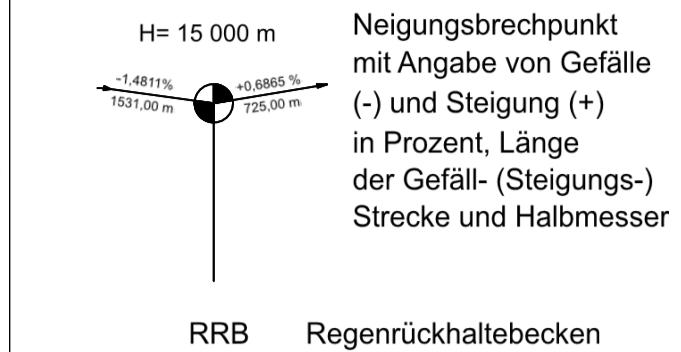 H= 15 000 m
-1,4811%
1531,00 m
+0,6865 %
725,00 m
Neigungsbrechpunkt
mit Angabe von Gefälle
(-) und Steigung (+)
in Prozent, Länge
der Gefäll- (Steigungs-)
Strecke und Halbmesser
RRB Regenrückhaltebecken